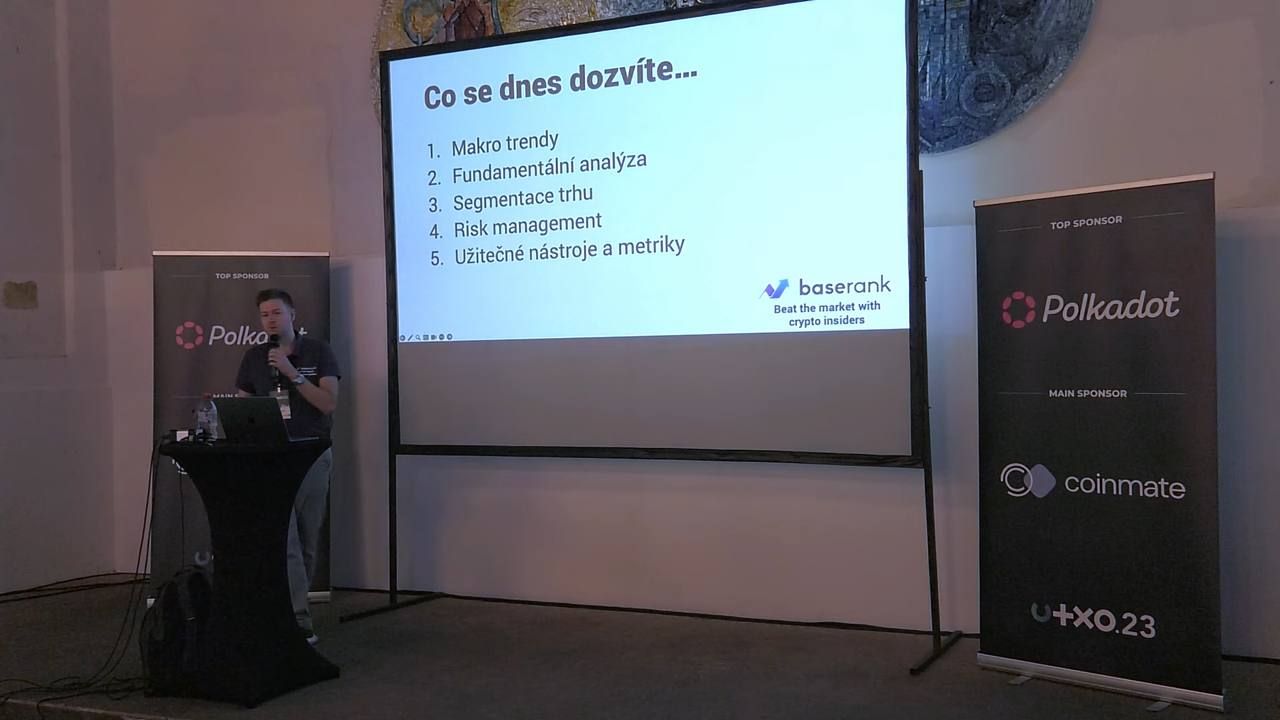 Co se dnes dozvíte...
1. Makro trendy
2. Fundamentální analýza
3. Segmentace trhu
4. Risk management
5. Užitečné nástroje a metriky
baserank
Beat the market with
crypto insiders
TOP SPONSOR
Polkadot
MAIN SPONSOR
coinmate
utxo.23
TOP SPONSOR